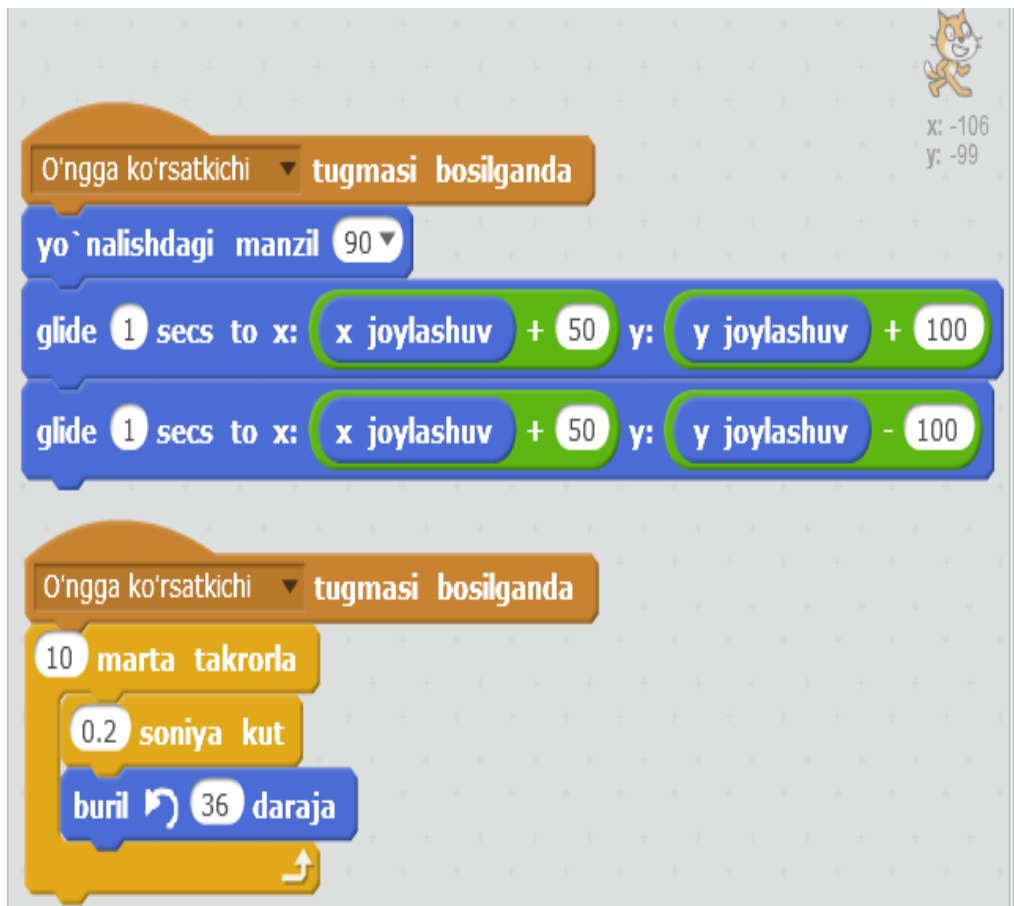 x: -106
y: -99
O'ngga ko'rsatkichi tugmasi bosilganda
yo`nalishdagi manzil 90
glide 1 secs to x: x joylashuv + 50 y: y joylashuv + 100
glide 1 secs to x: x joylashuv + 50 y: y joylashuv - 100
O'ngga ko'rsatkichi tugmasi bosilganda
10 marta takrorla
0.2 soniya kut
buril 36 daraja